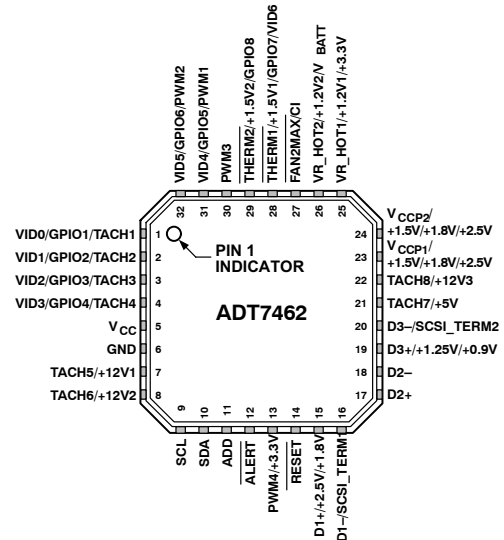 VID5/GPIO6/PWM2
VID4/GPIO5/PWM1
PWM3
THERM2/+1.5V2/GPIO8
THERM1/+1.5V1/GPIO7/VID6
FAN2MAX/CI
VR_HOT2/+1.2V2/V BATT
VR_HOT1/+1.2V1/+3.3V
32 31 30 29 28 27 26 25
VID0/GPIO1/TACH1 1
VID1/GPIO2/TACH2 2
VID2/GPIO3/TACH3 3
VID3/GPIO4/TACH4 4
VCC 5
GND 6
TACH5/+12V1 7
TACH6/+12V2 8
PIN 1
INDICATOR
ADT7462
24 VCCP2/
+1.5V/+1.8V/+2.5V
23 VCCP1/
+1.5V/+1.8V/+2.5V
22 TACH8/+12V3
21 TACH7/+5V
20 D3–/SCSI_TERM2
19 D3+/+1.25V/+0.9V
18 D2–
17 D2+
9 10 11 12 13 14 15 16
SCL
SDA
ADD
ALERT
PWM4/+3.3V
RESET
D1+/+2.5V/+1.8V
D1–/SCSI_TERM1